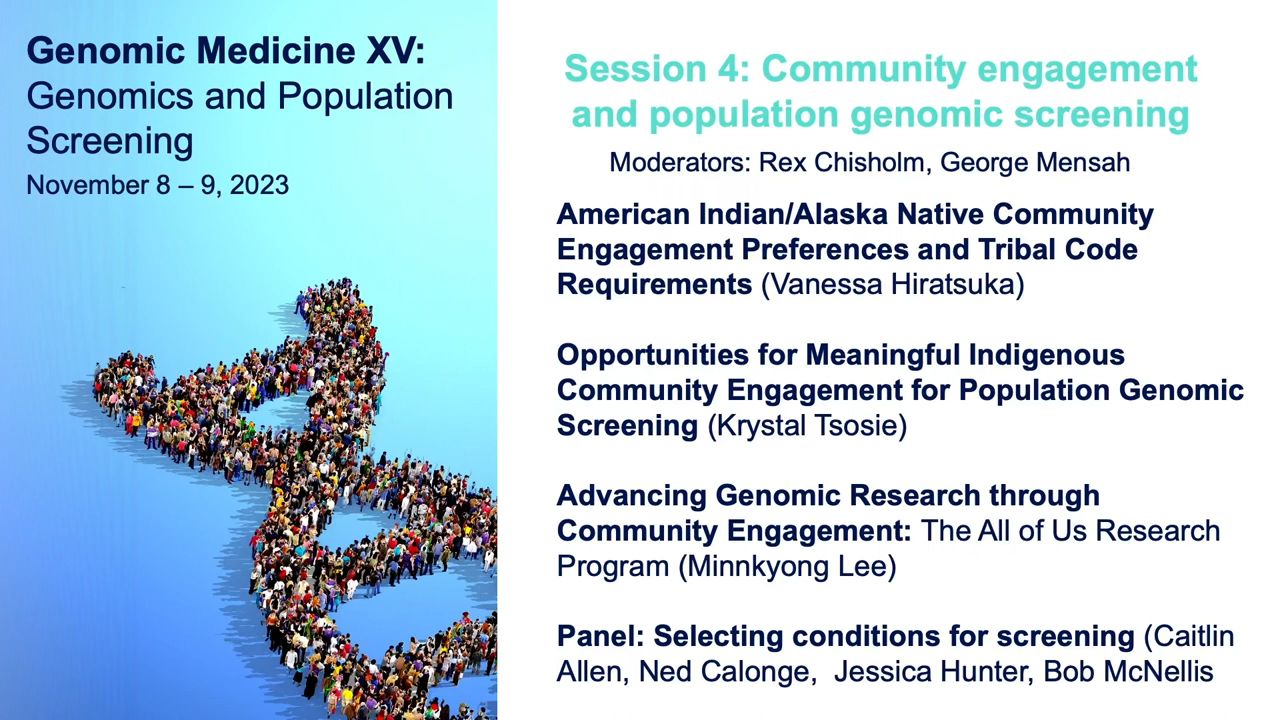 Genomic Medicine XV:
Genomics and Population
Screening
November 8 – 9, 2023
Session 4: Community engagement
and population genomic screening
Moderators: Rex Chisholm, George Mensah
American Indian/Alaska Native Community
Engagement Preferences and Tribal Code
Requirements (Vanessa Hiratsuka)
Opportunities for Meaningful Indigenous
Community Engagement for Population Genomic
Screening (Krystal Tsosie)
Advancing Genomic Research through
Community Engagement: The All of Us Research
Program (Minnkyong Lee)
Panel: Selecting conditions for screening (Caitlin
Allen, Ned Calonge,  Jessica Hunter, Bob McNellis